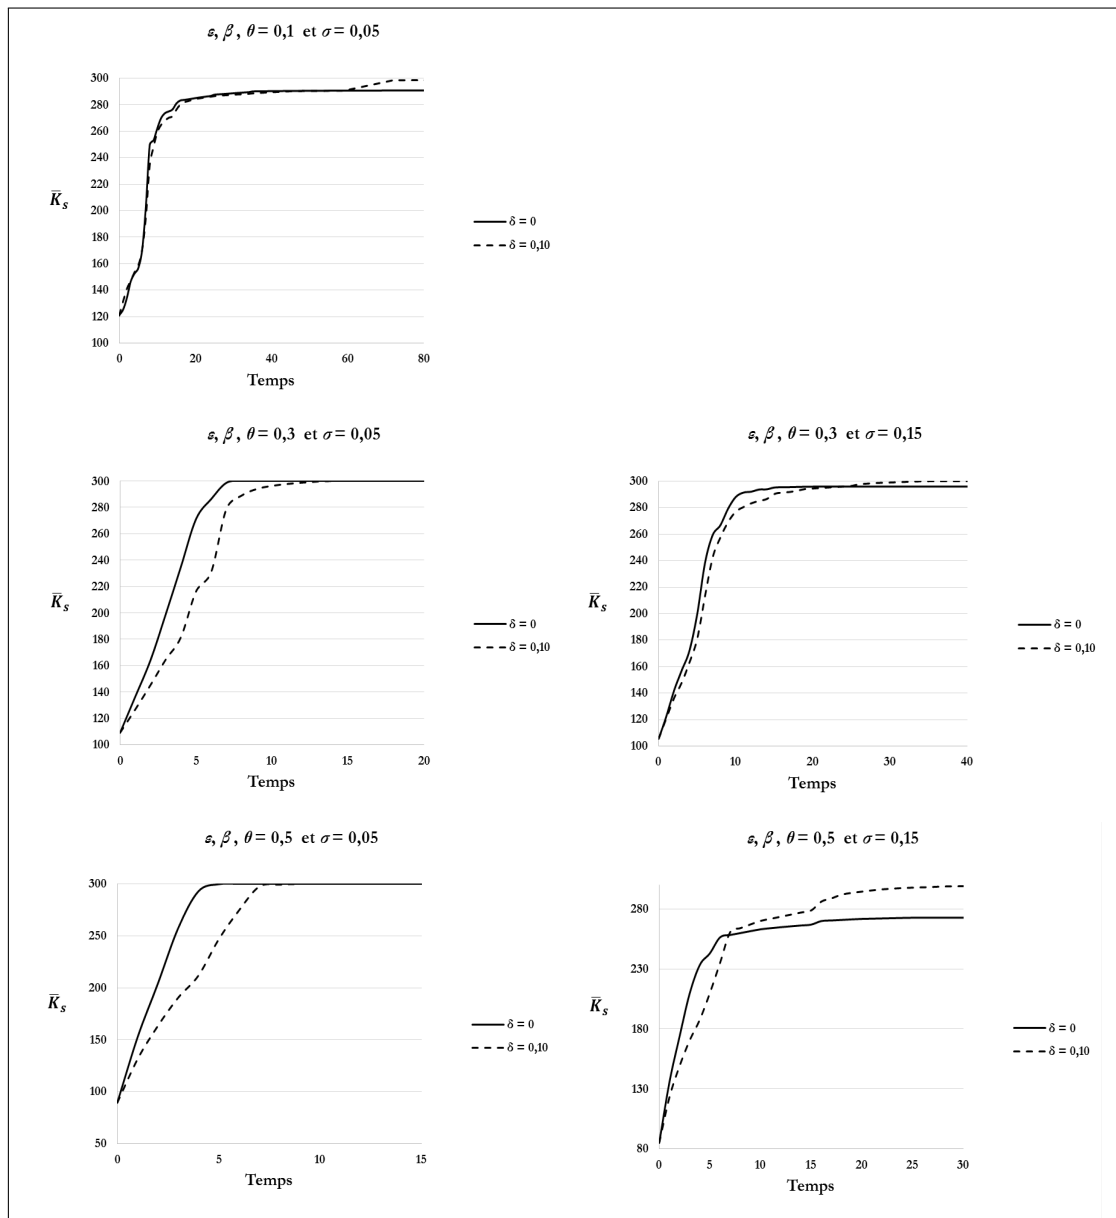 ε, β, θ = 0,1 et σ = 0,05
300
280
260
240
220
200
180
160
140
120
100
K̄s
0 20 40 60 80
Temps
δ = 0
δ = 0,10
ε, β, θ = 0,3 et σ = 0,05
300
280
260
240
220
200
180
160
140
120
100
K̄s
0 5 10 15 20
Temps
δ = 0
δ = 0,10
ε, β, θ = 0,3 et σ = 0,15
300
280
260
240
220
200
180
160
140
120
100
K̄s
0 10 20 30 40
Temps
δ = 0
δ = 0,10
ε, β, θ = 0,5 et σ = 0,05
300
250
200
150
100
50
K̄s
0 5 10 15
Temps
δ = 0
δ = 0,10
ε, β, θ = 0,5 et σ = 0,15
280
230
180
130
80
K̄s
0 5 10 15 20 25 30
Temps
δ = 0
δ = 0,10